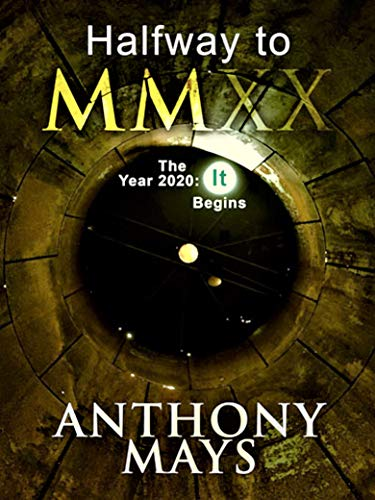 Halfway to
MMXX
The
Year 2020: It
Begins
ANTHONY
MAYS